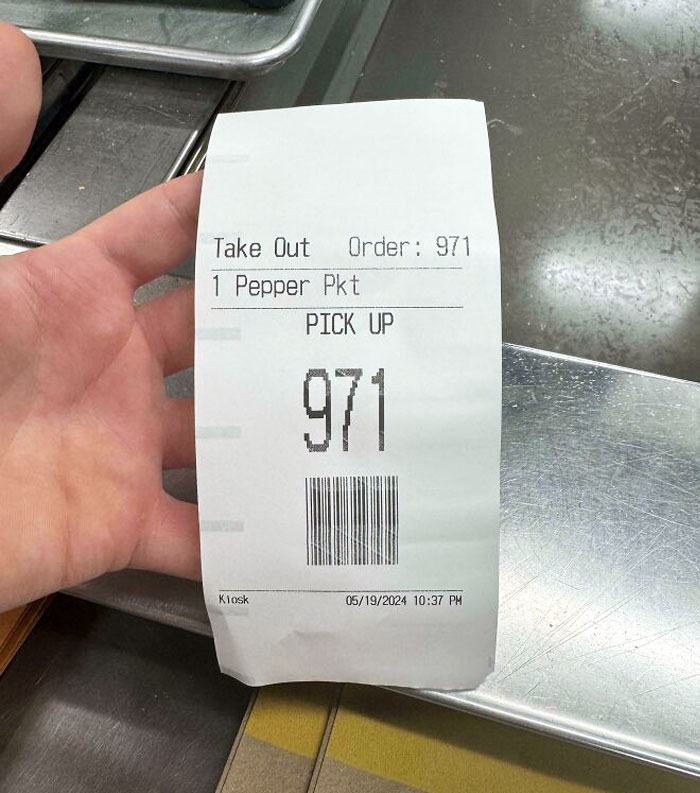 Take Out Order: 971
1 Pepper Pkt
PICK UP
971
Kiosk 05/19/2024 10:37 PM